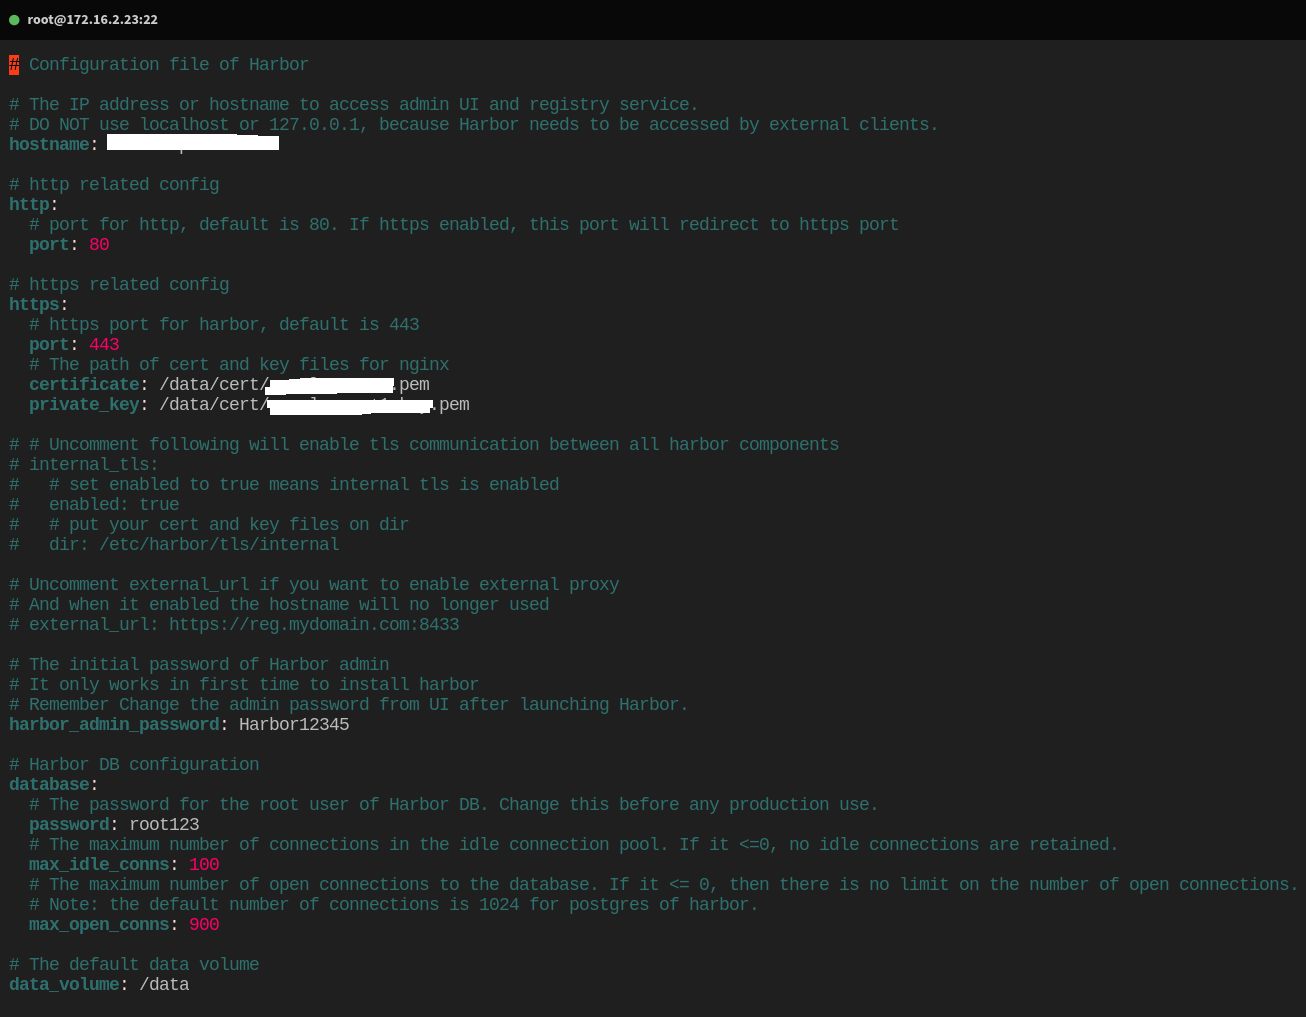 root@172.16.2.23:22
# Configuration file of Harbor
# The IP address or hostname to access admin UI and registry service.
# DO NOT use localhost or 127.0.0.1, because Harbor needs to be accessed by external clients.
hostname:
# http related config
http:
# port for http, default is 80. If https enabled, this port will redirect to https port
port: 80
# https related config
https:
# https port for harbor, default is 443
port: 443
# The path of cert and key files for nginx
certificate: /data/cert/ .pem
private_key: /data/cert/ .pem
# # Uncomment following will enable tls communication between all harbor components
# internal_tls:
#   # set enabled to true means internal tls is enabled
#   enabled: true
#   # put your cert and key files on dir
#   dir: /etc/harbor/tls/internal
# Uncomment external_url if you want to enable external proxy
# And when it enabled the hostname will no longer used
# external_url: https://reg.mydomain.com:8433
# The initial password of Harbor admin
# It only works in first time to install harbor
# Remember Change the admin password from UI after launching Harbor.
harbor_admin_password: Harbor12345
# Harbor DB configuration
database:
# The password for the root user of Harbor DB. Change this before any production use.
password: root123
# The maximum number of connections in the idle connection pool. If it <=0, no idle connections are retained.
max_idle_conns: 100
# The maximum number of open connections to the database. If it <= 0, then there is no limit on the number of open connections.
# Note: the default number of connections is 1024 for postgres of harbor.
max_open_conns: 900
# The default data volume
data_volume: /data